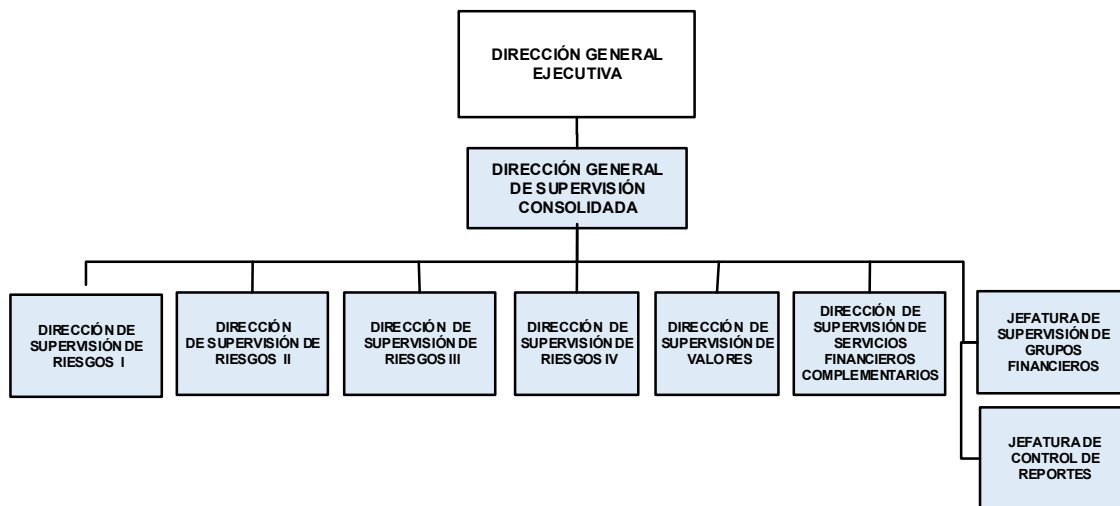 DIRECCIÓN GENERAL
EJECUTIVA
DIRECCIÓN GENERAL
DE SUPERVISIÓN
CONSOLIDADA
DIRECCIÓN DE
SUPERVISIÓN DE
RIESGOS I
DIRECCIÓN
DE SUPERVISIÓN DE
RIESGOS II
DIRECCIÓN DE
SUPERVISIÓN DE
RIESGOS III
DIRECCIÓN DE
SUPERVISIÓN DE
RIESGOS IV
DIRECCIÓN DE
SUPERVISIÓN DE
VALORES
DIRECCIÓN DE
SUPERVISIÓN DE
SERVICIOS
FINANCIEROS
COMPLEMENTARIOS
JEFATURA DE
SUPERVISIÓN DE
GRUPOS
FINANCIEROS
JEFATURA DE
CONTROL DE
REPORTES